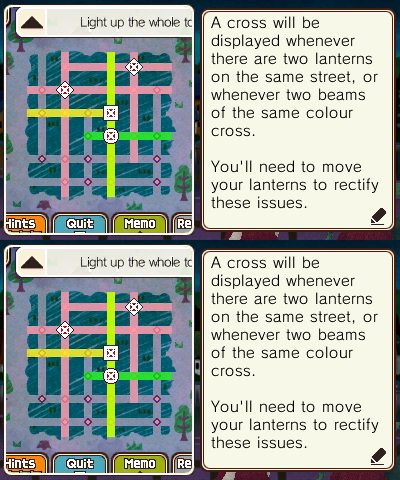 Light up the whole to
A cross will be
displayed whenever
there are two lanterns
on the same street, or
whenever two beams
of the same colour
cross.
You'll need to move
your lanterns to rectify
these issues.
Hints
Quit
Memo
Re
Light up the whole to
A cross will be
displayed whenever
there are two lanterns
on the same street, or
whenever two beams
of the same colour
cross.
You'll need to move
your lanterns to rectify
these issues.
Hints
Quit
Memo
Re